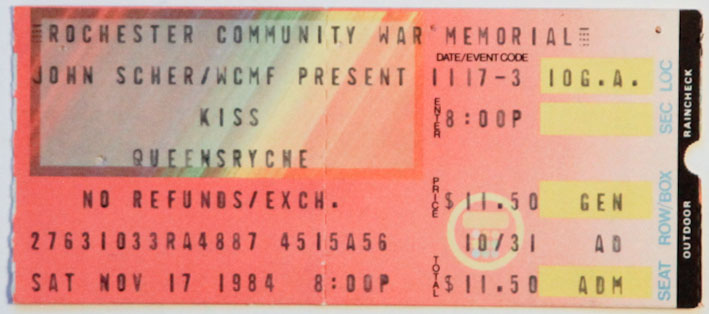 ROCHESTER COMMUNITY WAR MEMORIAL
JOHN SCHER/WCMF PRESENT
KISS
QUEENSRYCHE
NO REFUNDS/EXCH.
27631033RA4887 4515A56
SAT NOV 17 1984 8:00P
DATE/EVENT CODE
1117-3 10G.A.
ENTER 8:00P
PRICE $11.50 GEN
10/31 AD
TOTAL $11.50 ADM
SEC LOC
SEAT ROW/BOX
RAINCHECK
OUTDOOR